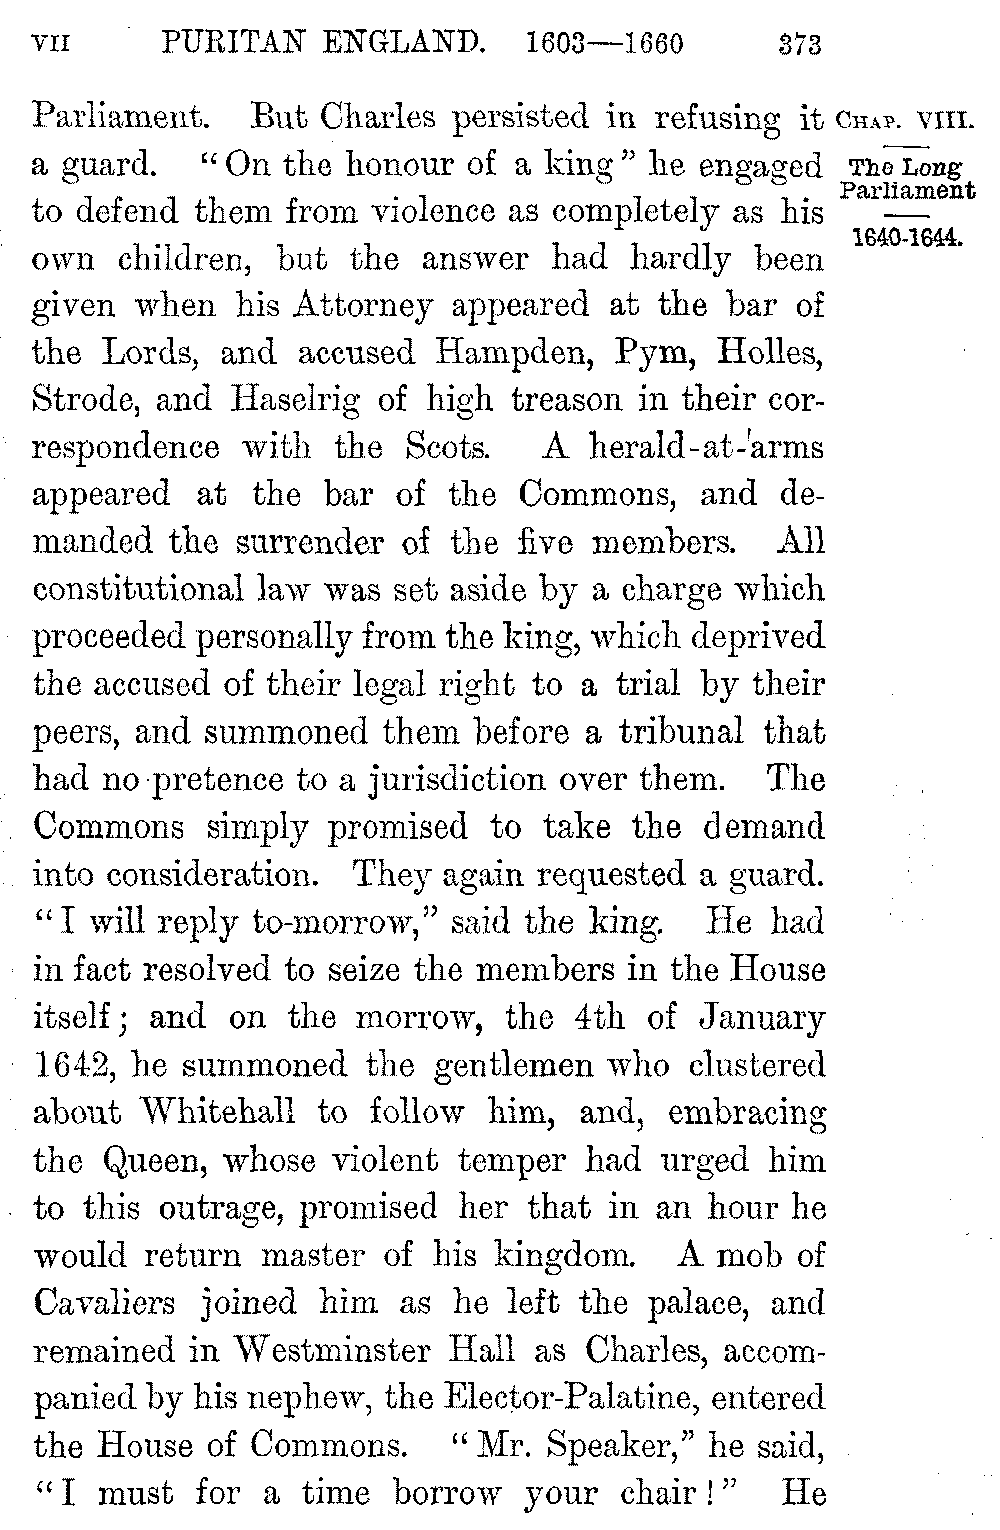 VII PURITAN ENGLAND. 1603—1660 373
Parliament. But Charles persisted in refusing it
a guard. “On the honour of a king” he engaged
to defend them from violence as completely as his
own children, but the answer had hardly been
given when his Attorney appeared at the bar of
the Lords, and accused Hampden, Pym, Holles,
Strode, and Haselrig of high treason in their cor-
respondence with the Scots. A herald-at-arms
appeared at the bar of the Commons, and de-
manded the surrender of the five members. All
constitutional law was set aside by a charge which
proceeded personally from the king, which deprived
the accused of their legal right to a trial by their
peers, and summoned them before a tribunal that
had no pretence to a jurisdiction over them. The
Commons simply promised to take the demand
into consideration. They again requested a guard.
“I will reply to-morrow,” said the king. He had
in fact resolved to seize the members in the House
itself; and on the morrow, the 4th of January
1642, he summoned the gentlemen who clustered
about Whitehall to follow him, and, embracing
the Queen, whose violent temper had urged him
to this outrage, promised her that in an hour he
would return master of his kingdom. A mob of
Cavaliers joined him as he left the palace, and
remained in Westminster Hall as Charles, accom-
panied by his nephew, the Elector-Palatine, entered
the House of Commons. “Mr. Speaker,” he said,
“I must for a time borrow your chair!” He
CHAP. VIII.
The Long
Parliament
1640-1644.